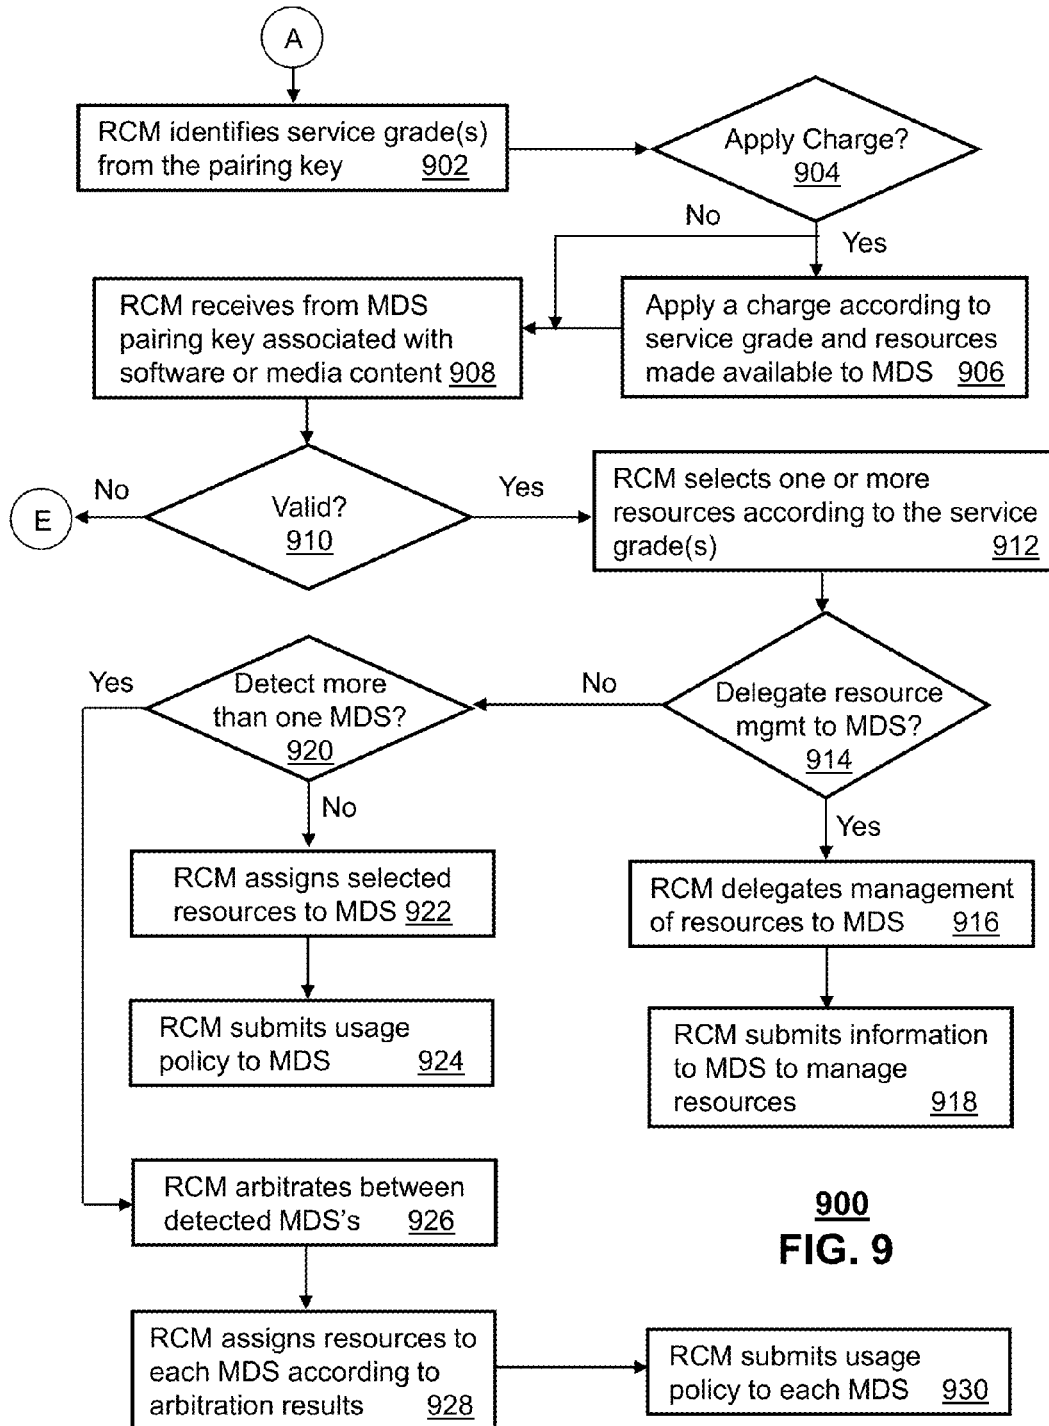 A
RCM identifies service grade(s)
from the pairing key 902
Apply Charge?
904
No
Yes
RCM receives from MDS
pairing key associated with
software or media content 908
Apply a charge according to
service grade and resources
made available to MDS 906
No
E
Valid?
910
Yes
RCM selects one or more
resources according to the service
grade(s) 912
Yes
Detect more
than one MDS?
920
No
Delegate resource
mgmt to MDS?
914
No
Yes
RCM assigns selected
resources to MDS 922
RCM delegates management
of resources to MDS 916
RCM submits usage
policy to MDS 924
RCM submits information
to MDS to manage
resources 918
RCM arbitrates between
detected MDS's 926
900
FIG. 9
RCM assigns resources to
each MDS according to
arbitration results 928
RCM submits usage
policy to each MDS 930